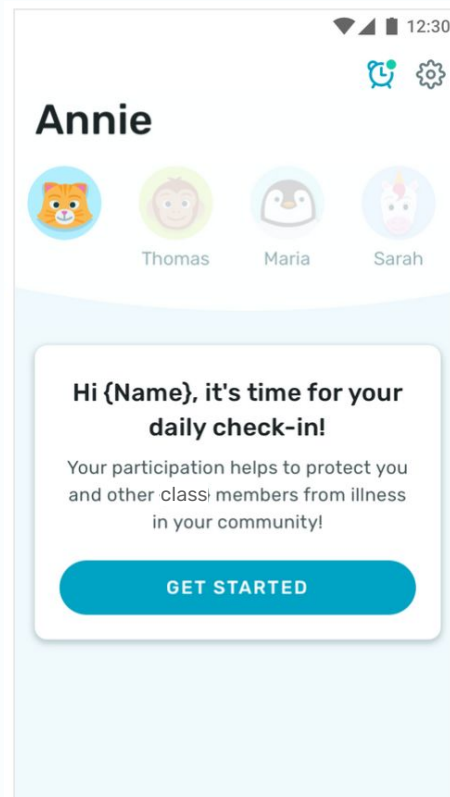 12:30
Annie
Thomas Maria Sarah
Hi {Name}, it's time for your
daily check-in!
Your participation helps to protect you
and other class members from illness
in your community!
GET STARTED